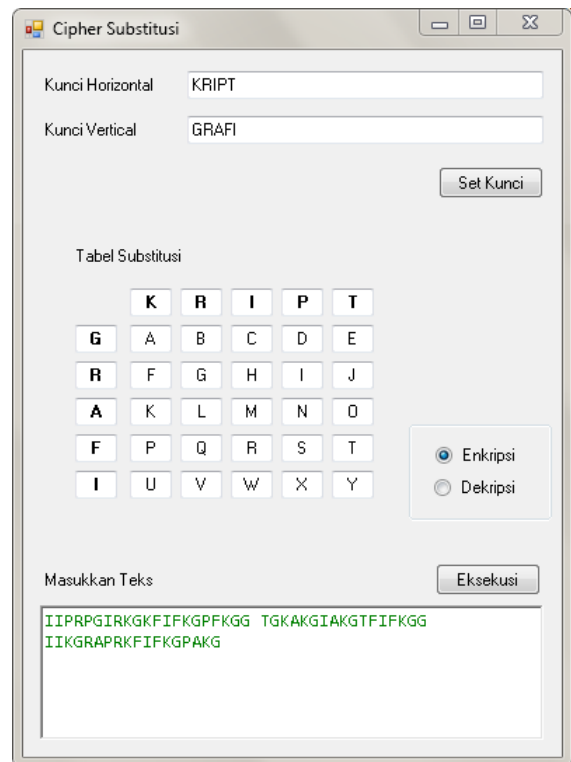 Cipher Substitusi
Kunci Horizontal KRIPT
Kunci Vertical GRAFI
Set Kunci
Tabel Substitusi
K R I P T
G A B C D E
R F G H I J
A K L M N O
F P Q R S T
I U V W X Y
Enkripsi
Dekripsi
Masukkan Teks Eksekusi
IIPRPGIRKGKFIFKGPFKGG TGKAKGIAKGTFIFKGG
IIKGRAPRKFIFKGPAKG